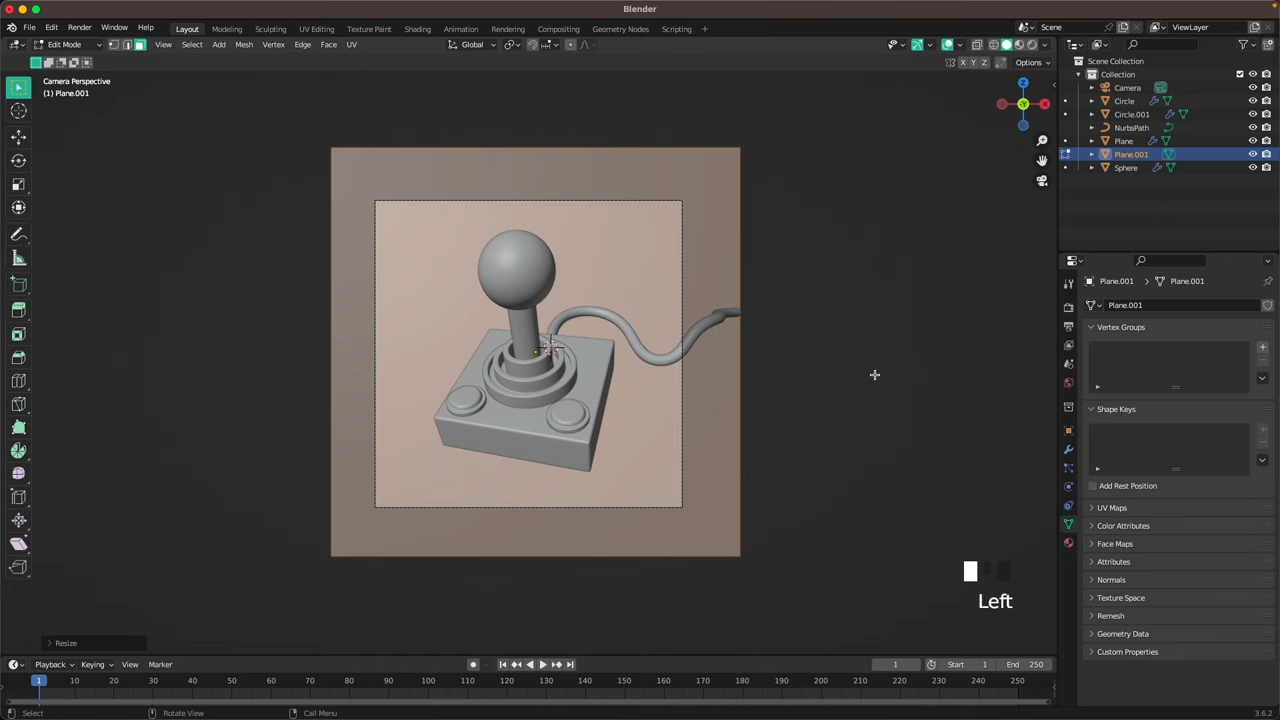 Blender
File Edit Render Window Help Layout Modeling Sculpting UV Editing Texture Paint Shading Animation Rendering Compositing Geometry Nodes Scripting Scene ViewLayer
Edit Mode View Select Add Mesh Vertex Edge Face UV Global
X Y Z Options
Camera Perspective
(1) Plane.001
Z
Y X
Scene Collection
Collection
Camera
Circle
Circle.001
NurbsPath
Plane
Plane.001
Sphere
Plane.001 Plane.001
Plane.001
Vertex Groups
Shape Keys
Add Rest Position
UV Maps
Color Attributes
Face Maps
Attributes
Normals
Texture Space
Remesh
Geometry Data
Custom Properties
Left
Resize
Playback Keying View Marker 1 Start 1 End 250
1 10 20 30 40 50 60 70 80 90 100 110 120 130 140 150 160 170 180 190 200 210 220 230 240 250
Select Rotate View Call Menu 3.6.2